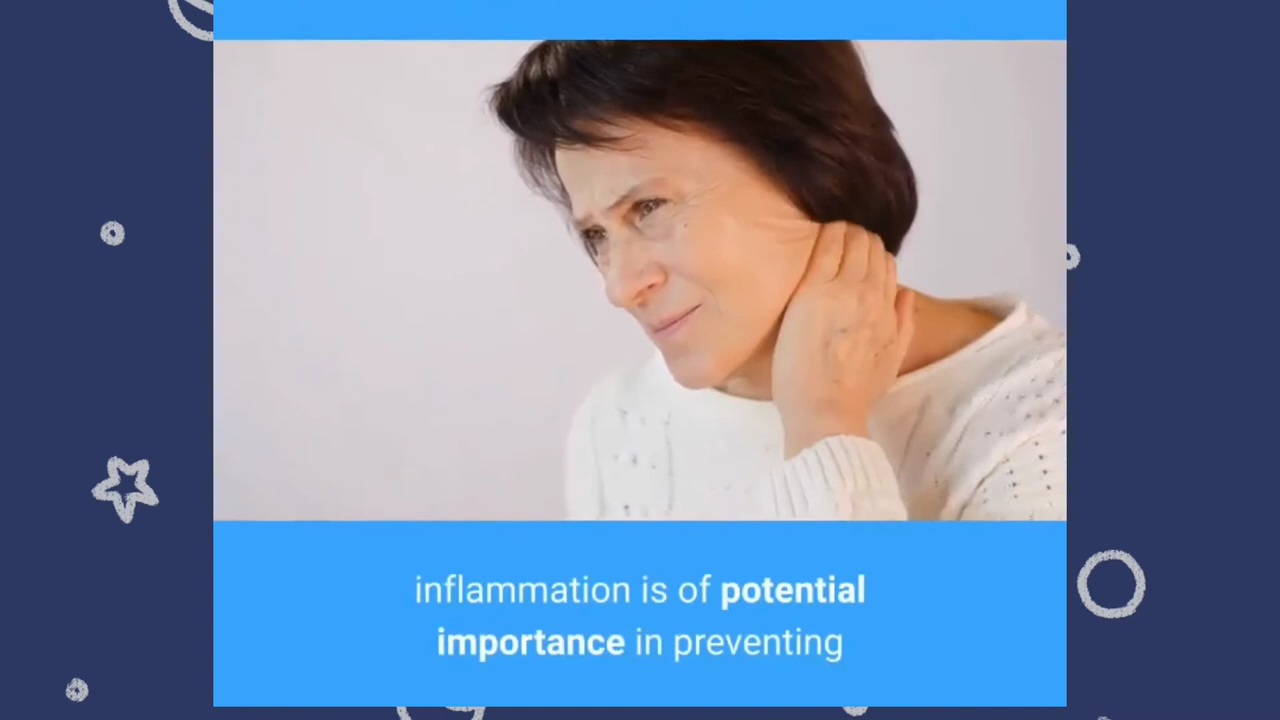 inflammation is of potential
importance in preventing